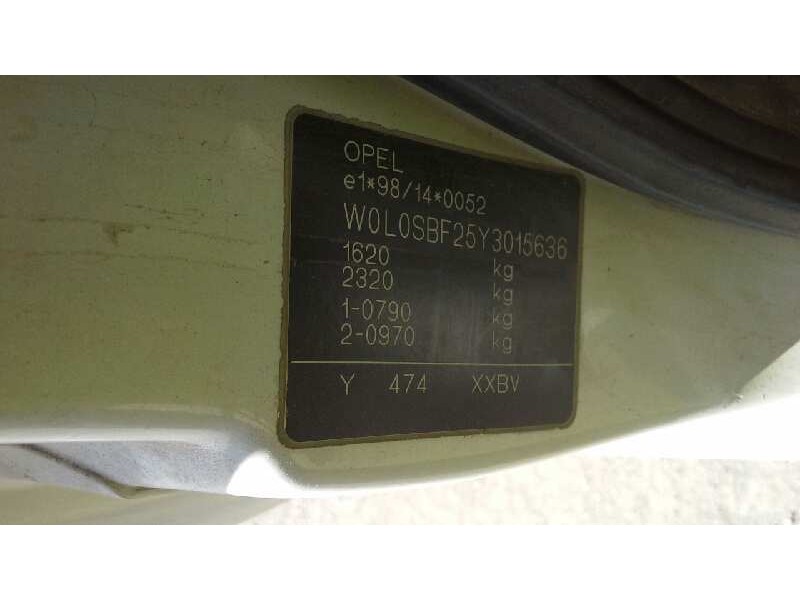 OPEL
e1*98/14*0052
W0L0SBF25Y3015636
1620 kg
2320 kg
1-0790 kg
2-0970 kg
Y 474 XXBV